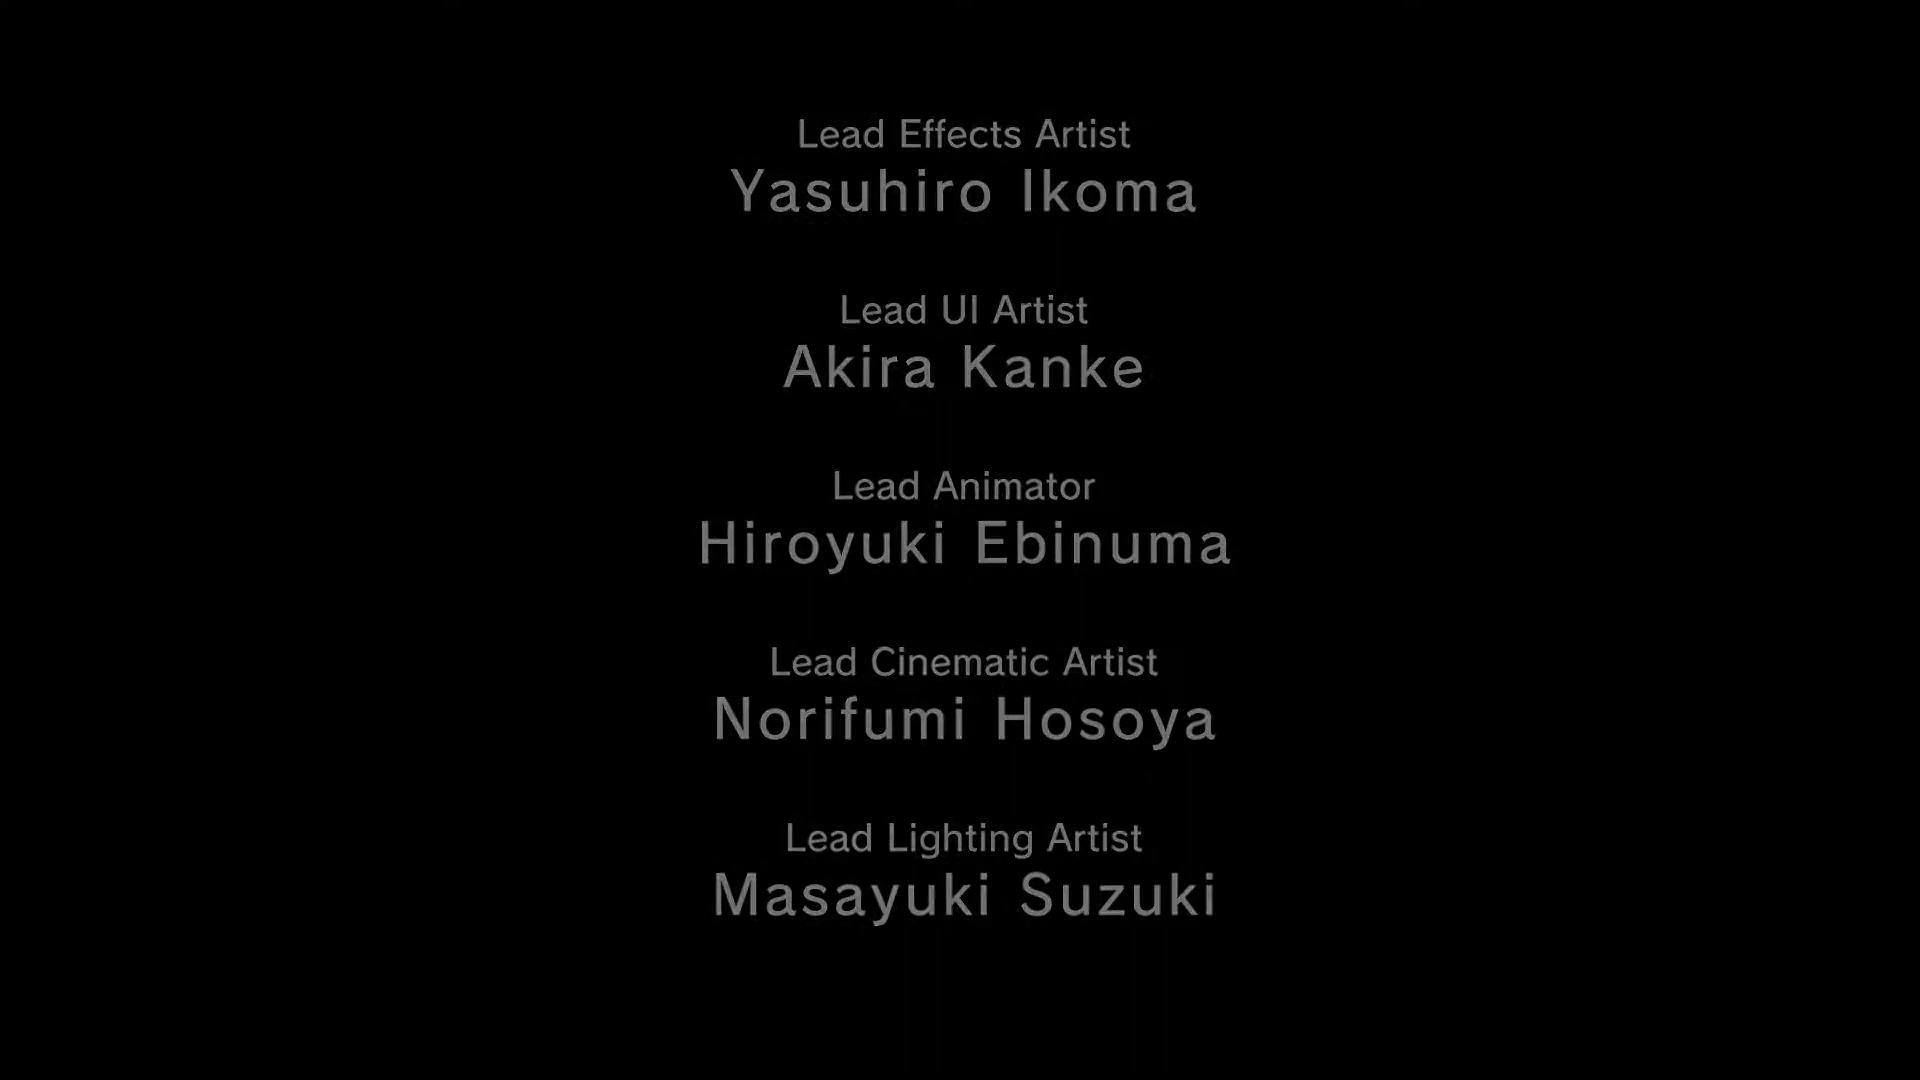 Lead Effects Artist
Yasuhiro Ikoma
Lead UI Artist
Akira Kanke
Lead Animator
Hiroyuki Ebinuma
Lead Cinematic Artist
Norifumi Hosoya
Lead Lighting Artist
Masayuki Suzuki